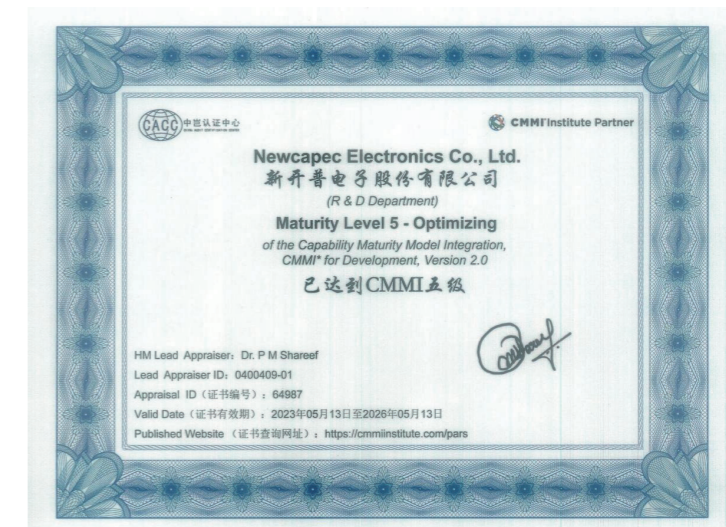 CACC 中岂认证中心
CMMI Institute Partner
Newcapec Electronics Co., Ltd.
新开普电子股份有限公司
(R & D Department)
Maturity Level 5 - Optimizing
of the Capability Maturity Model Integration,
CMMI* for Development, Version 2.0
已达到CMMI五级
HM Lead Appraiser: Dr. P M Shareef
Lead Appraiser ID: 0400409-01
Appraisal ID（证书编号）: 64987
Valid Date（证书有效期）: 2023年05月13日至2026年05月13日
Published Website （证书查询网址）: https://cmmiinstitute.com/pars